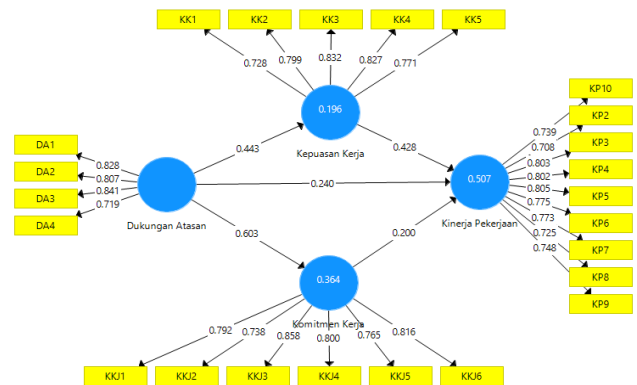 KK1 KK2 KK3 KK4 KK5
0.728 0.799 0.832 0.827 0.771
0.196
Kepuasan Kerja
DA1
DA2
DA3
DA4
0.828
0.807
0.841
0.719
Dukungan Atasan
0.443
0.428
0.240
0.603
0.200
0.507
Kinerja Pekerjaan
0.739
0.708
0.803
0.802
0.805
0.775
0.773
0.725
0.748
KP10
KP2
KP3
KP4
KP5
KP6
KP7
KP8
KP9
0.364
Komitmen Kerja
0.792 0.738 0.858 0.800 0.765 0.816
KKJ1 KKJ2 KKJ3 KKJ4 KKJ5 KKJ6